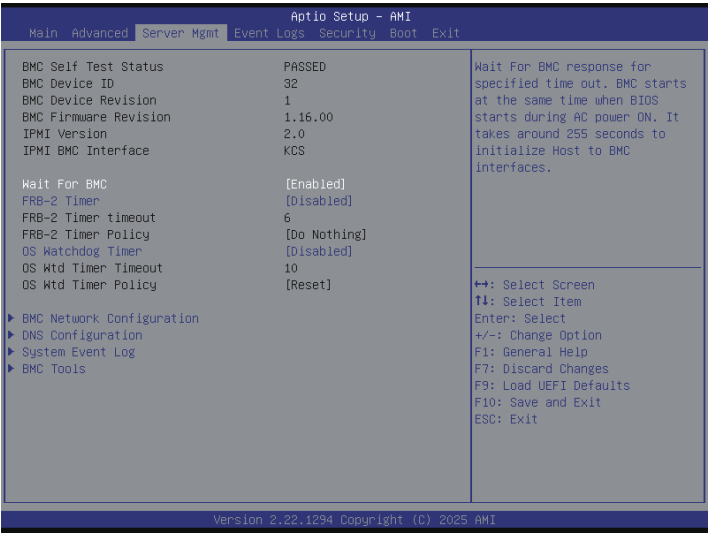 Aptio Setup – AMI
Main Advanced Server Mgmt Event Logs Security Boot Exit
BMC Self Test Status PASSED
BMC Device ID 32
BMC Device Revision 1
BMC Firmware Revision 1.16.00
IPMI Version 2.0
IPMI BMC Interface KCS
Wait For BMC [Enabled]
FRB-2 Timer [Disabled]
FRB-2 Timer timeout 6
FRB-2 Timer Policy [Do Nothing]
OS Watchdog Timer [Disabled]
OS Wtd Timer Timeout 10
OS Wtd Timer Policy [Reset]
BMC Network Configuration
DNS Configuration
System Event Log
BMC Tools
Wait For BMC response for
specified time out. BMC starts
at the same time when BIOS
starts during AC power ON. It
takes around 255 seconds to
initialize Host to BMC
interfaces.
↔: Select Screen
↑↓: Select Item
Enter: Select
+/-: Change Option
F1: General Help
F7: Discard Changes
F9: Load UEFI Defaults
F10: Save and Exit
ESC: Exit
Version 2.22.1294 Copyright (C) 2025 AMI